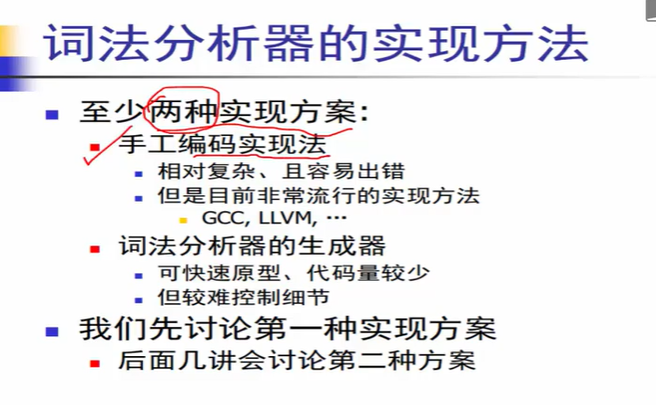 词法分析器的实现方法
至少两种实现方案:
手工编码实现法
相对复杂、且容易出错
但是目前非常流行的实现方法
GCC, LLVM, …
词法分析器的生成器
可快速原型、代码量较少
但较难控制细节
我们先讨论第一种实现方案
后面几讲会讨论第二种方案